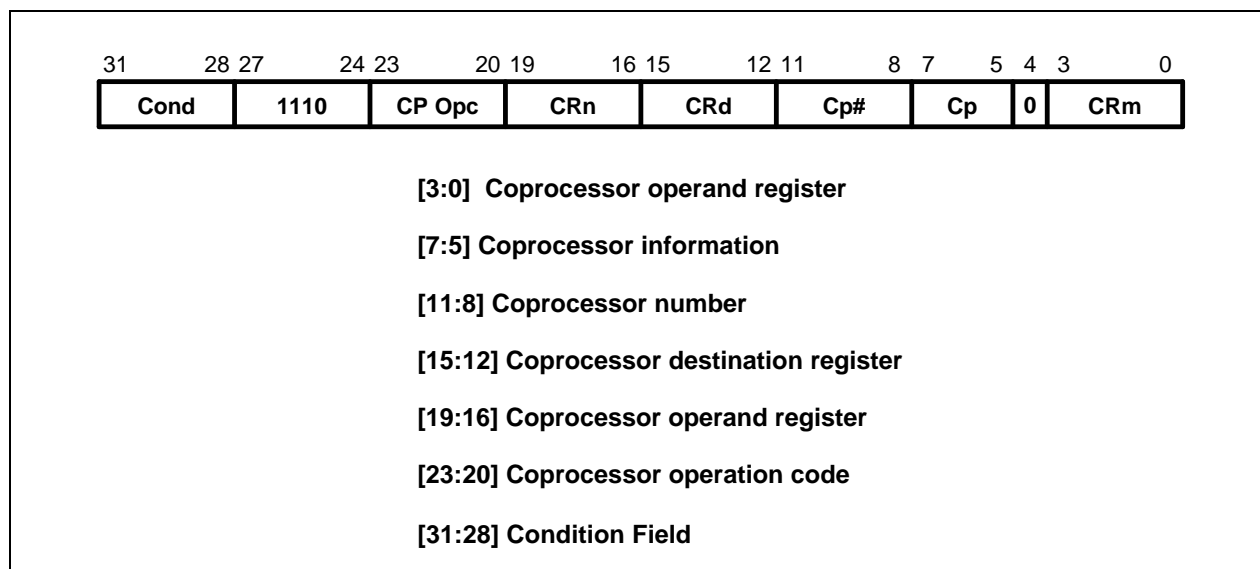 31 28 27 24 23 20 19 16 15 12 11 8 7 5 4 3 0
Cond 1110 CP Opc CRn CRd Cp# Cp 0 CRm
[3:0] Coprocessor operand register
[7:5] Coprocessor information
[11:8] Coprocessor number
[15:12] Coprocessor destination register
[19:16] Coprocessor operand register
[23:20] Coprocessor operation code
[31:28] Condition Field